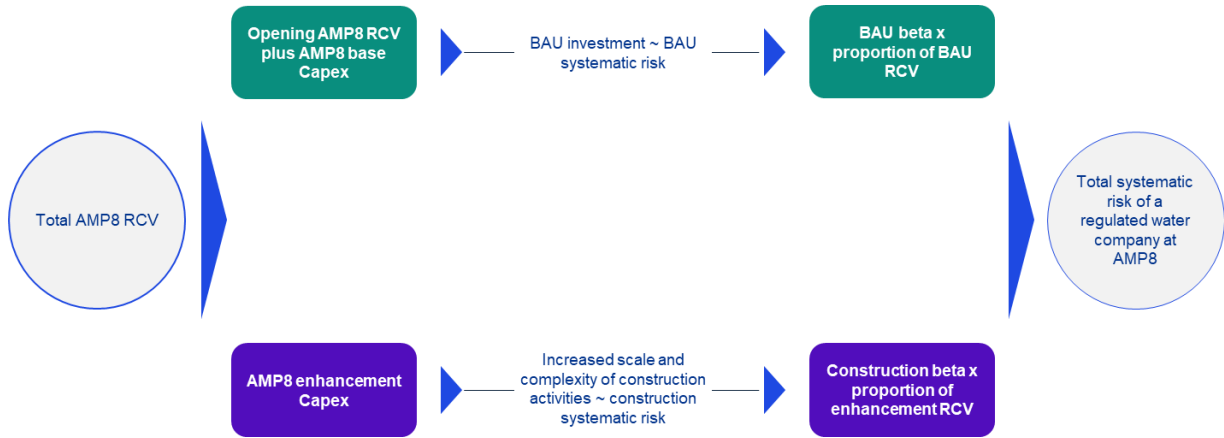 Total AMP8 RCV
Opening AMP8 RCV
plus AMP8 base
Capex
BAU investment ~ BAU
systematic risk
BAU beta x
proportion of BAU
RCV
AMP8 enhancement
Capex
Increased scale and
complexity of construction
activities ~ construction
systematic risk
Construction beta x
proportion of
enhancement RCV
Total systematic
risk of a
regulated water
company at
AMP8